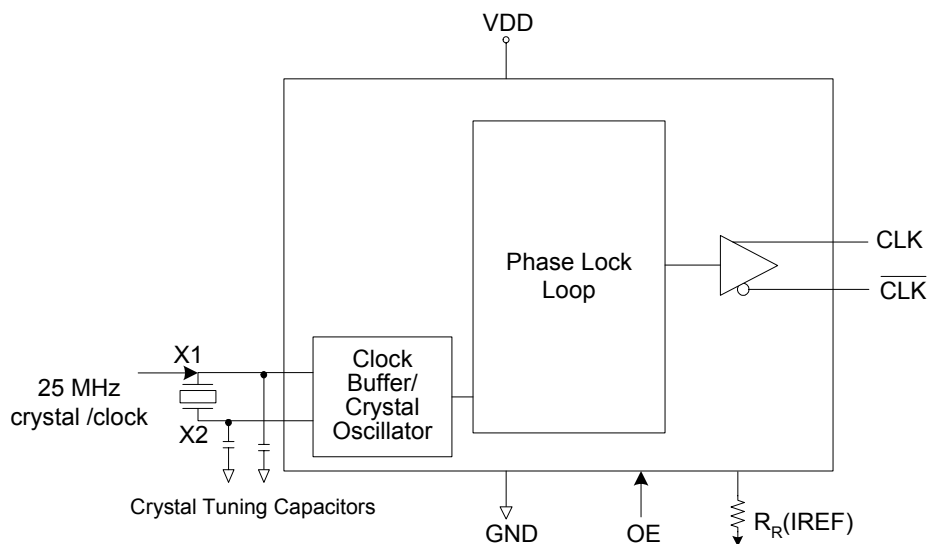 VDD
Phase Lock
Loop
CLK
CLK
X1
25 MHz
crystal /clock
X2
Clock
Buffer/
Crystal
Oscillator
Crystal Tuning Capacitors
GND
OE
RR(IREF)